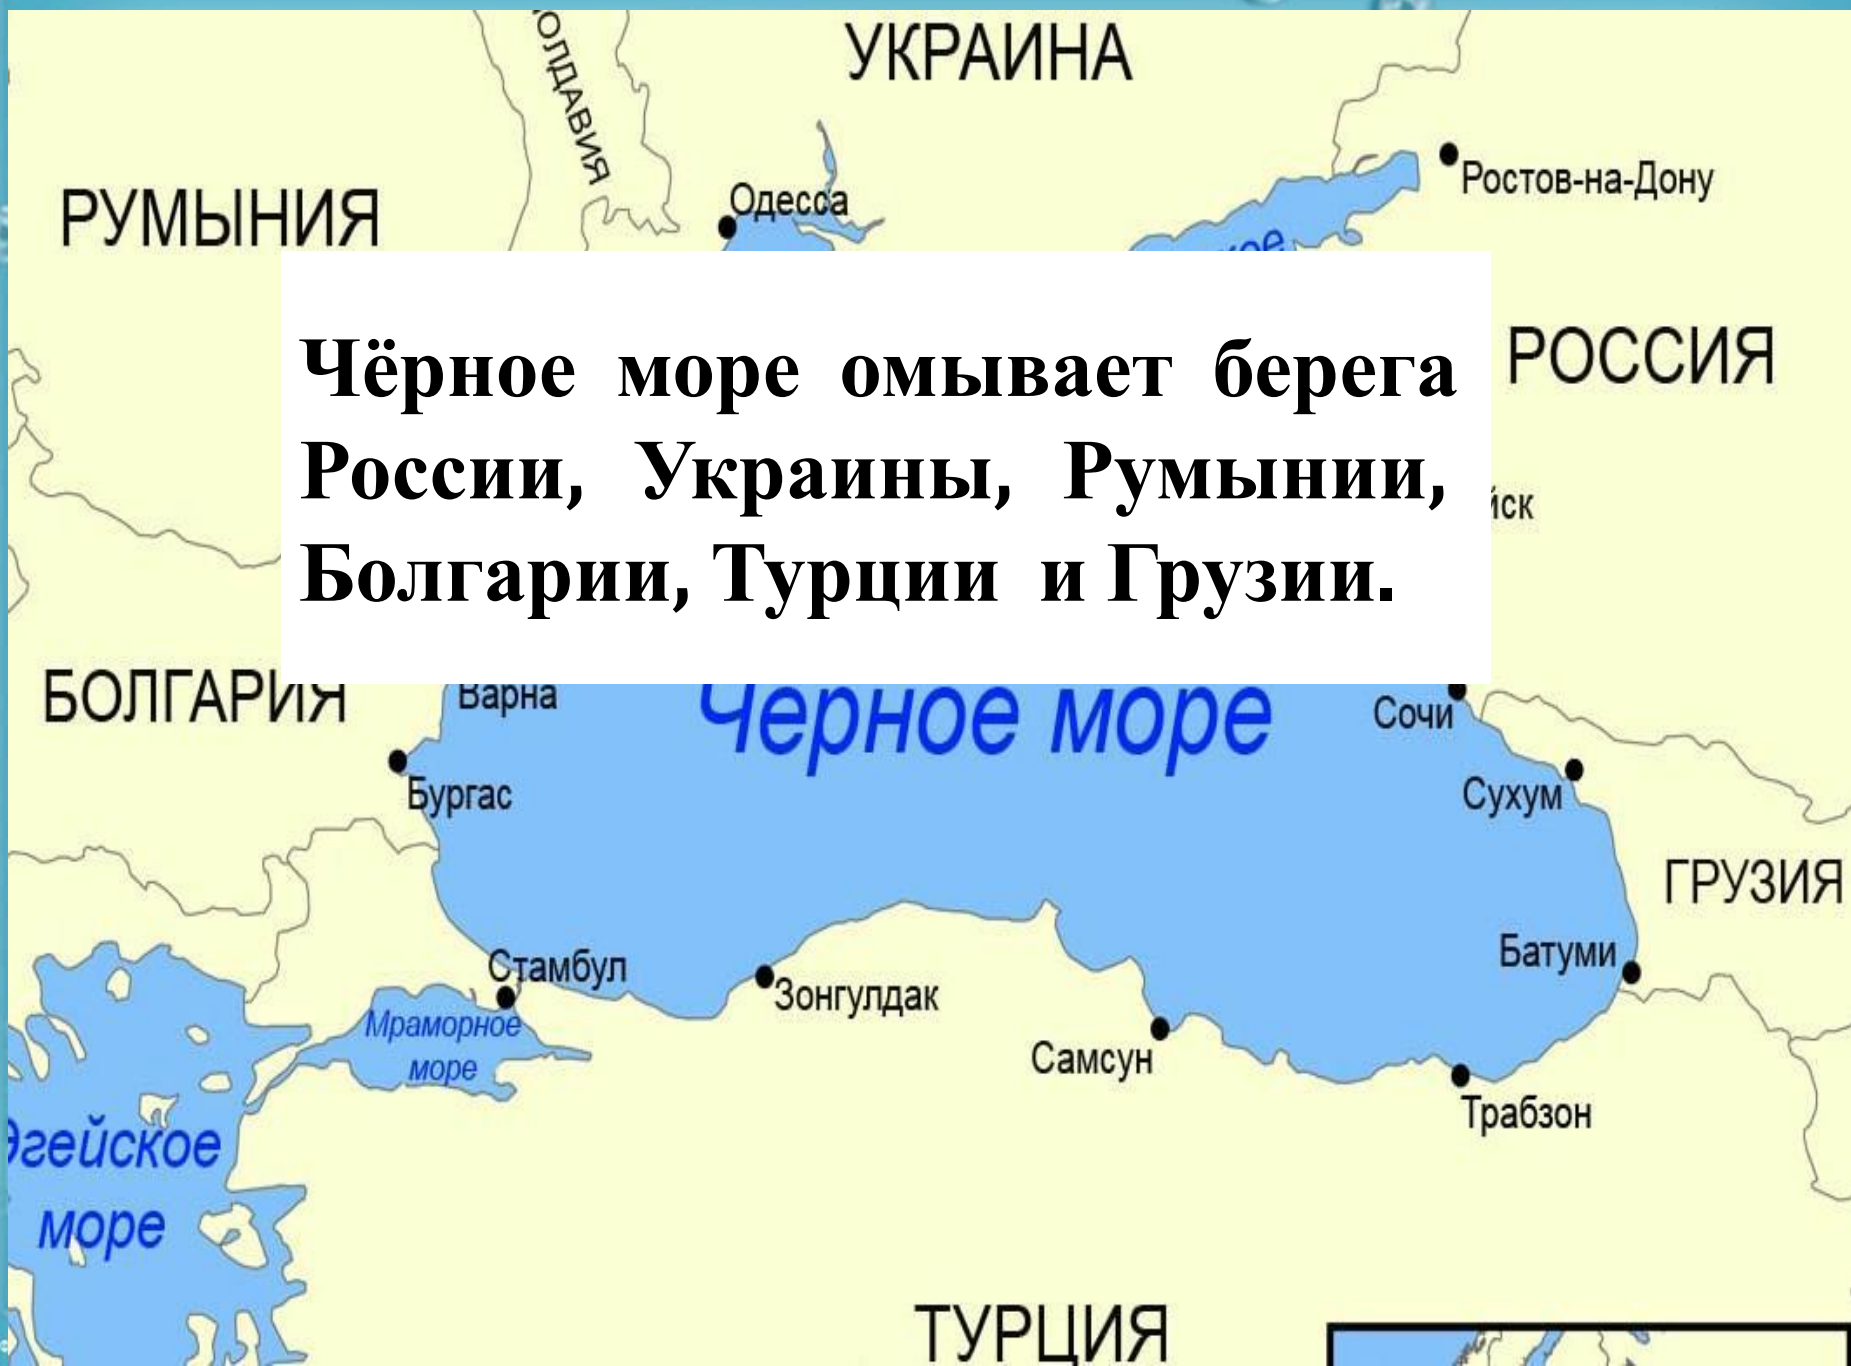 УКРАИНА
Ростов-на-Дону
РУМЫНИЯ
Одесса
Чёрное море омывает берега
России, Украины, Румынии,
Болгарии, Турции и Грузии.
РОССИЯ
БОЛГАРИЯ
Варна
Черное море
Сочи
Бургас
Сухум
ГРУЗИЯ
Стамбул
Зонгулдак
Батуми
Мраморное
море
Самсун
Трабзон
Эгейское
море
ТУРЦИЯ